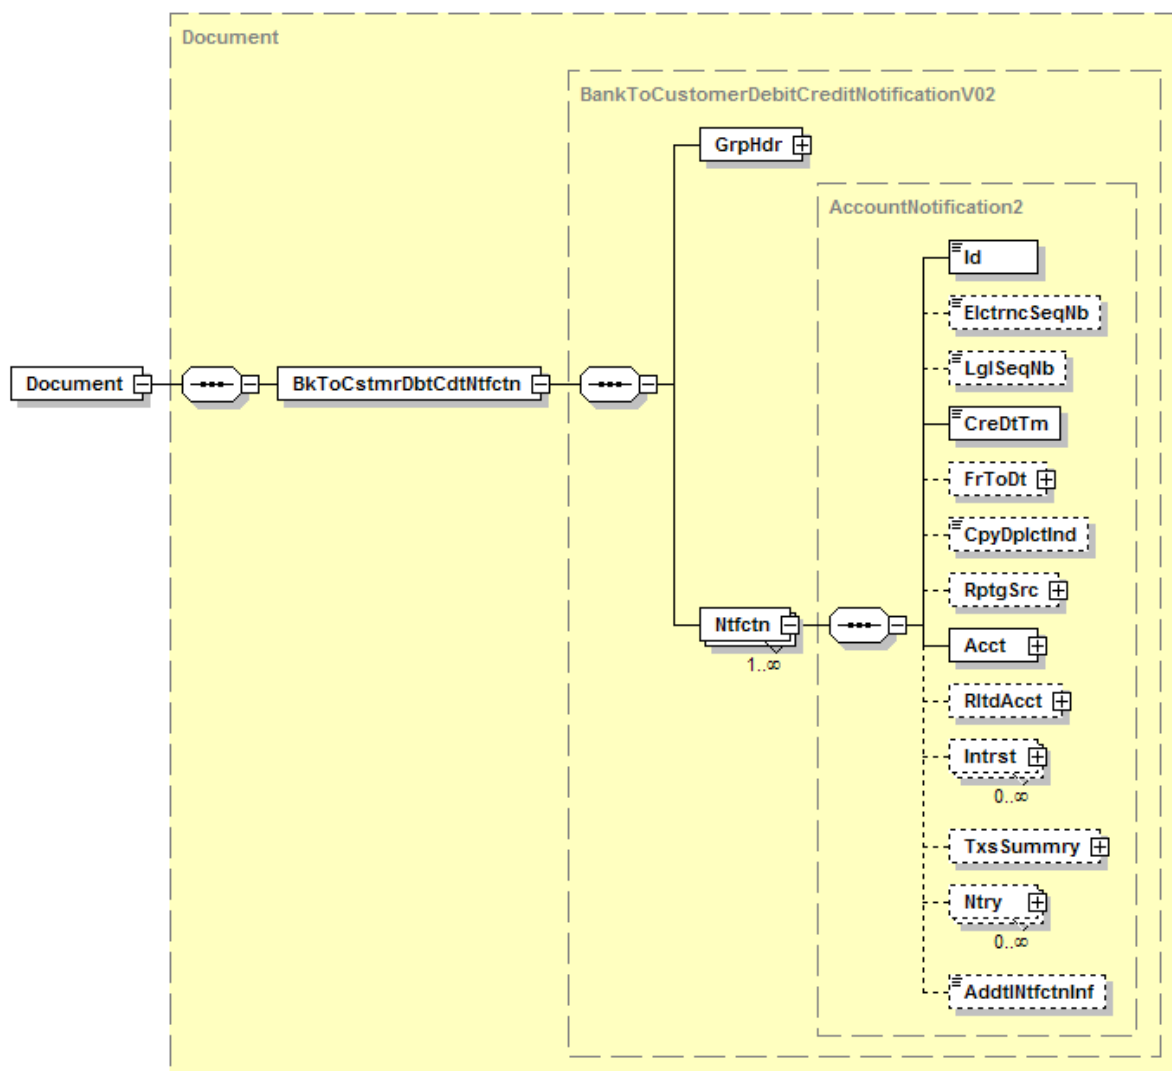 Document
BankToCustomerDebitCreditNotificationV02
GrpHdr
AccountNotification2
Id
ElctrncSeqNb
LglSeqNb
Document
BkToCstmrDbtCdtNtfctn
CreDtTm
FrToDt
CpyDplctInd
RptgSrc
Ntfctn
1..∞
Acct
RltdAcct
Intrst
0..∞
TxsSummry
Ntry
0..∞
AddtlNtfctnInf